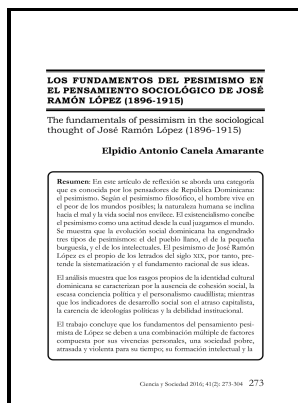 LOS FUNDAMENTOS DEL PESIMISMO EN
EL PENSAMIENTO SOCIOLÓGICO DE JOSÉ
RAMÓN LÓPEZ (1896-1915)
The fundamentals of pessimism in the sociological
thought of José Ramón López (1896-1915)
Elpidio Antonio Canela Amarante
Resumen: En este artículo de reflexión se aborda una categoría
que es conocida por los pensadores de República Dominicana:
el pesimismo. Según el pesimismo filosófico, el hombre vive en
el peor de los mundos posibles; la naturaleza humana se inclina
hacia el mal y la vida social nos envilece. El existencialismo concibe
el pesimismo como una actitud desde la cual juzgamos el mundo.
Se muestra que la evolución social dominicana ha engendrado
tres tipos de pesimismos: el del pueblo llano, el de la pequeña
burguesía, y el de los intelectuales. El pesimismo de José Ramón
López es el propio de los letrados del siglo XIX, por tanto, pre-
tende la sistematización y el fundamento racional de sus ideas.
El análisis muestra que los rasgos propios de la identidad cultural
dominicana se caracterizan por la ausencia de cohesión social, la
escasa conciencia política y el personalismo caudillista; mientras
que los indicadores de desarrollo social son el atraso capitalista,
la carencia de ideologías políticas y la debilidad institucional.
El trabajo concluye que los fundamentos del pensamiento pesi-
mista de López se deben a una combinación múltiple de factores
compuesta por sus vivencias personales, una sociedad pobre,
atrasada y violenta para su tiempo; su formación intelectual y la
Ciencia y Sociedad 2016; 41(2): 273-304 273